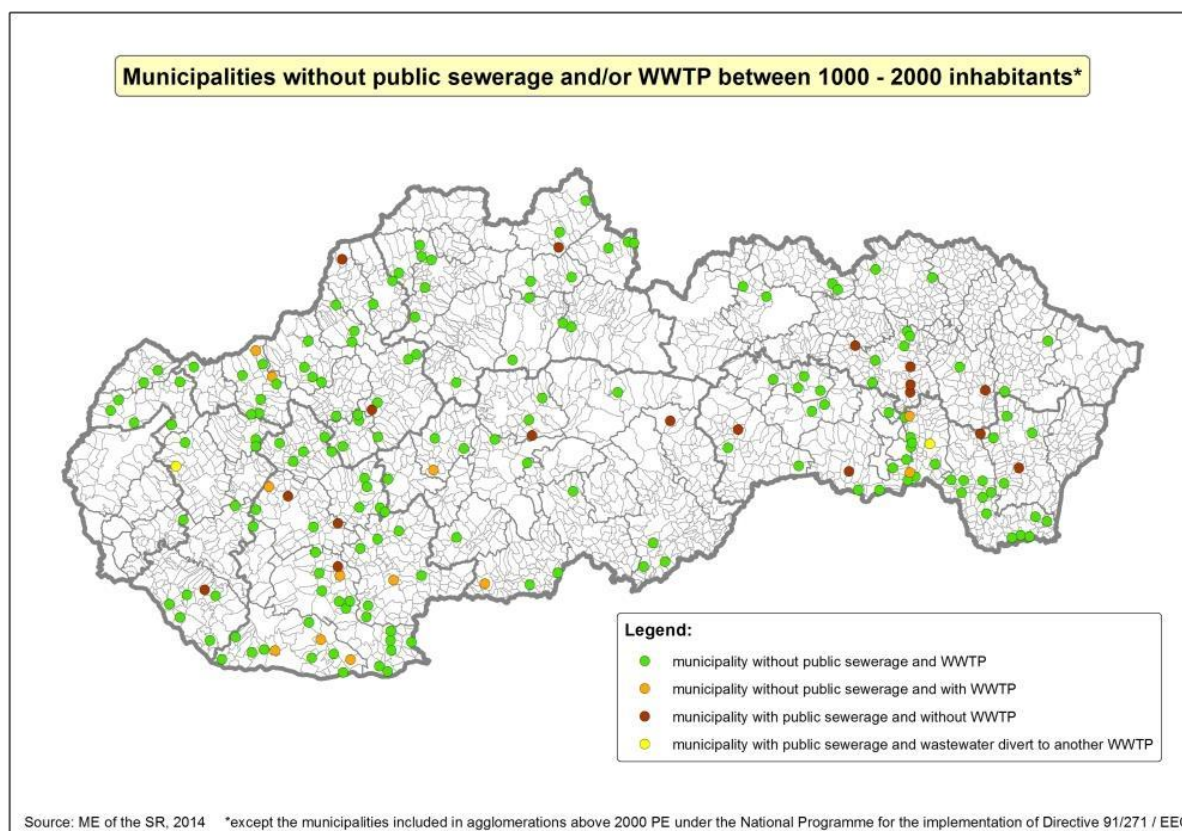 Municipalities without public sewerage and/or WWTP between 1000 - 2000 inhabitants*
Legend:
municipality without public sewerage and WWTP
municipality without public sewerage and with WWTP
municipality with public sewerage and without WWTP
municipality with public sewerage and wastewater divert to another WWTP
Source: ME of the SR, 2014 *except the municipalities included in agglomerations above 2000 PE under the National Programme for the implementation of Directive 91/271 / EEC